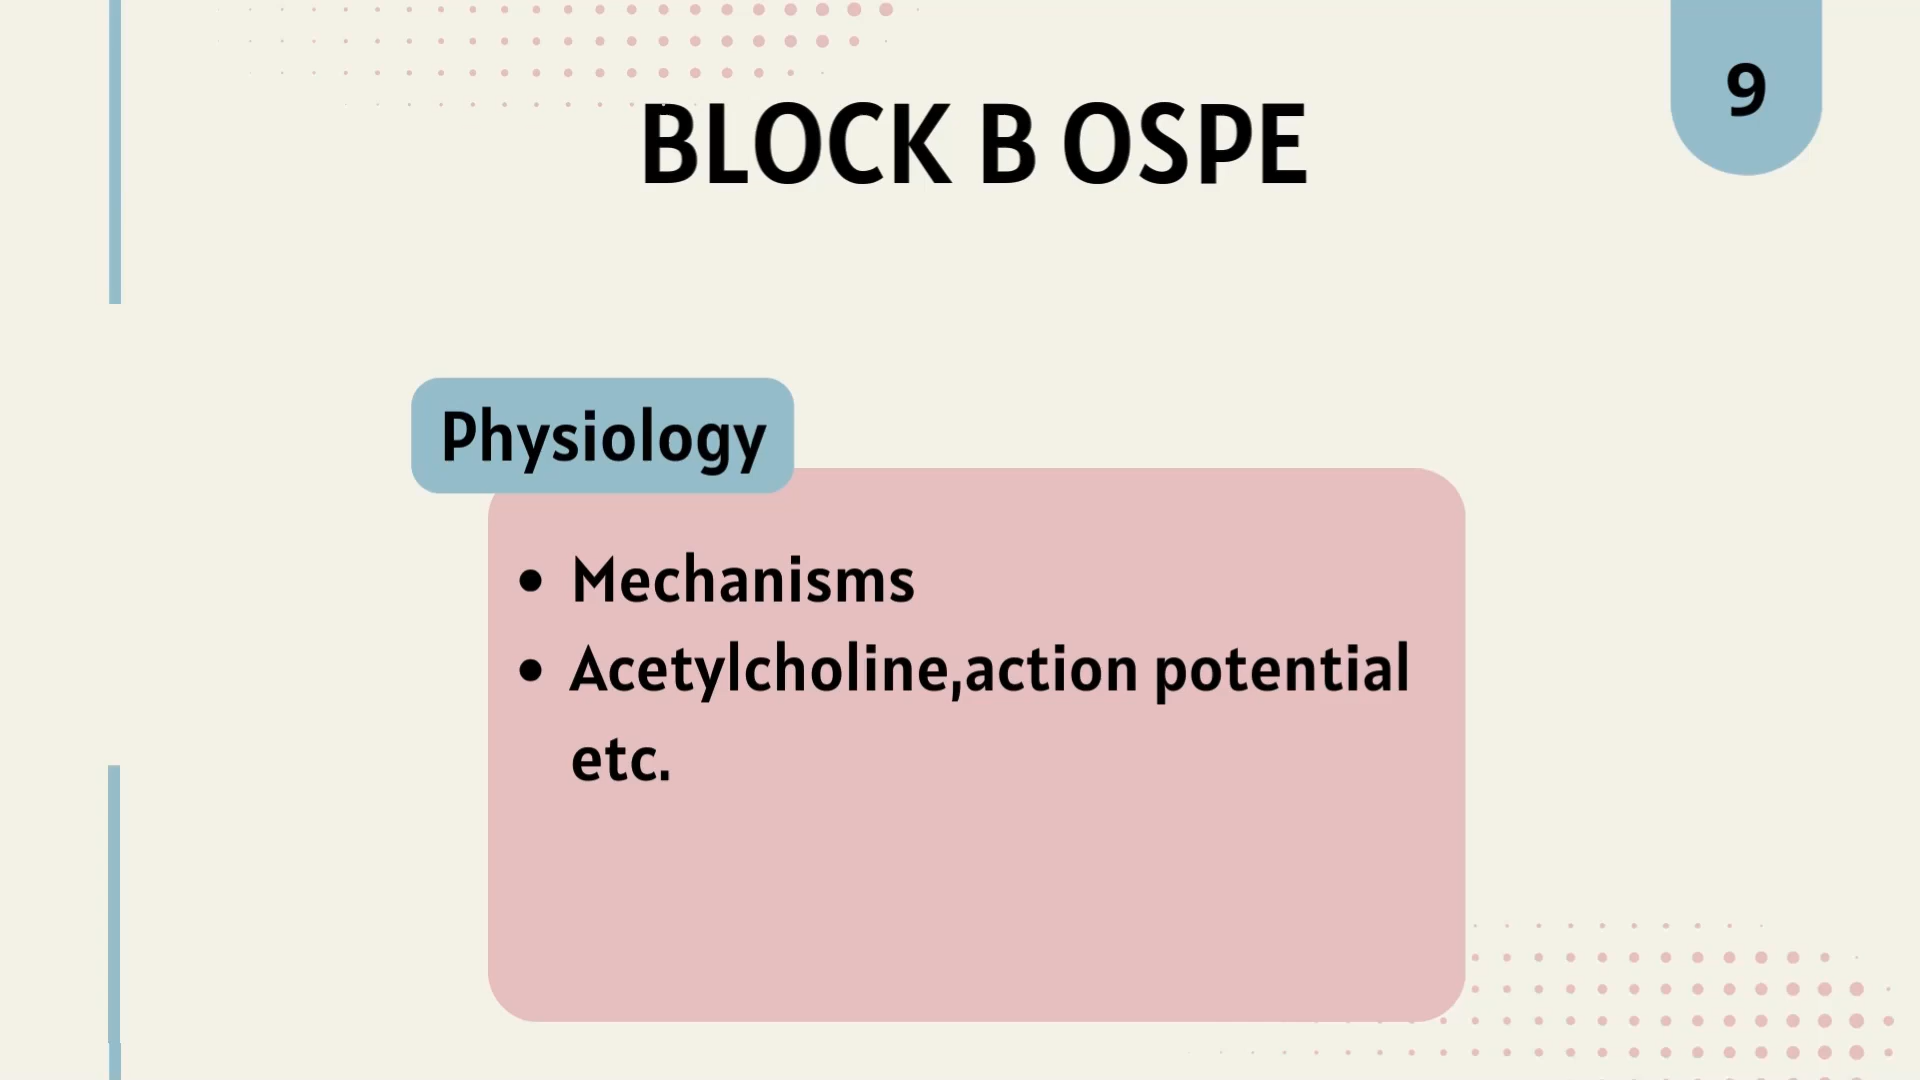 9
BLOCK B OSPE
Physiology
• Mechanisms
• Acetylcholine,action potential
etc.